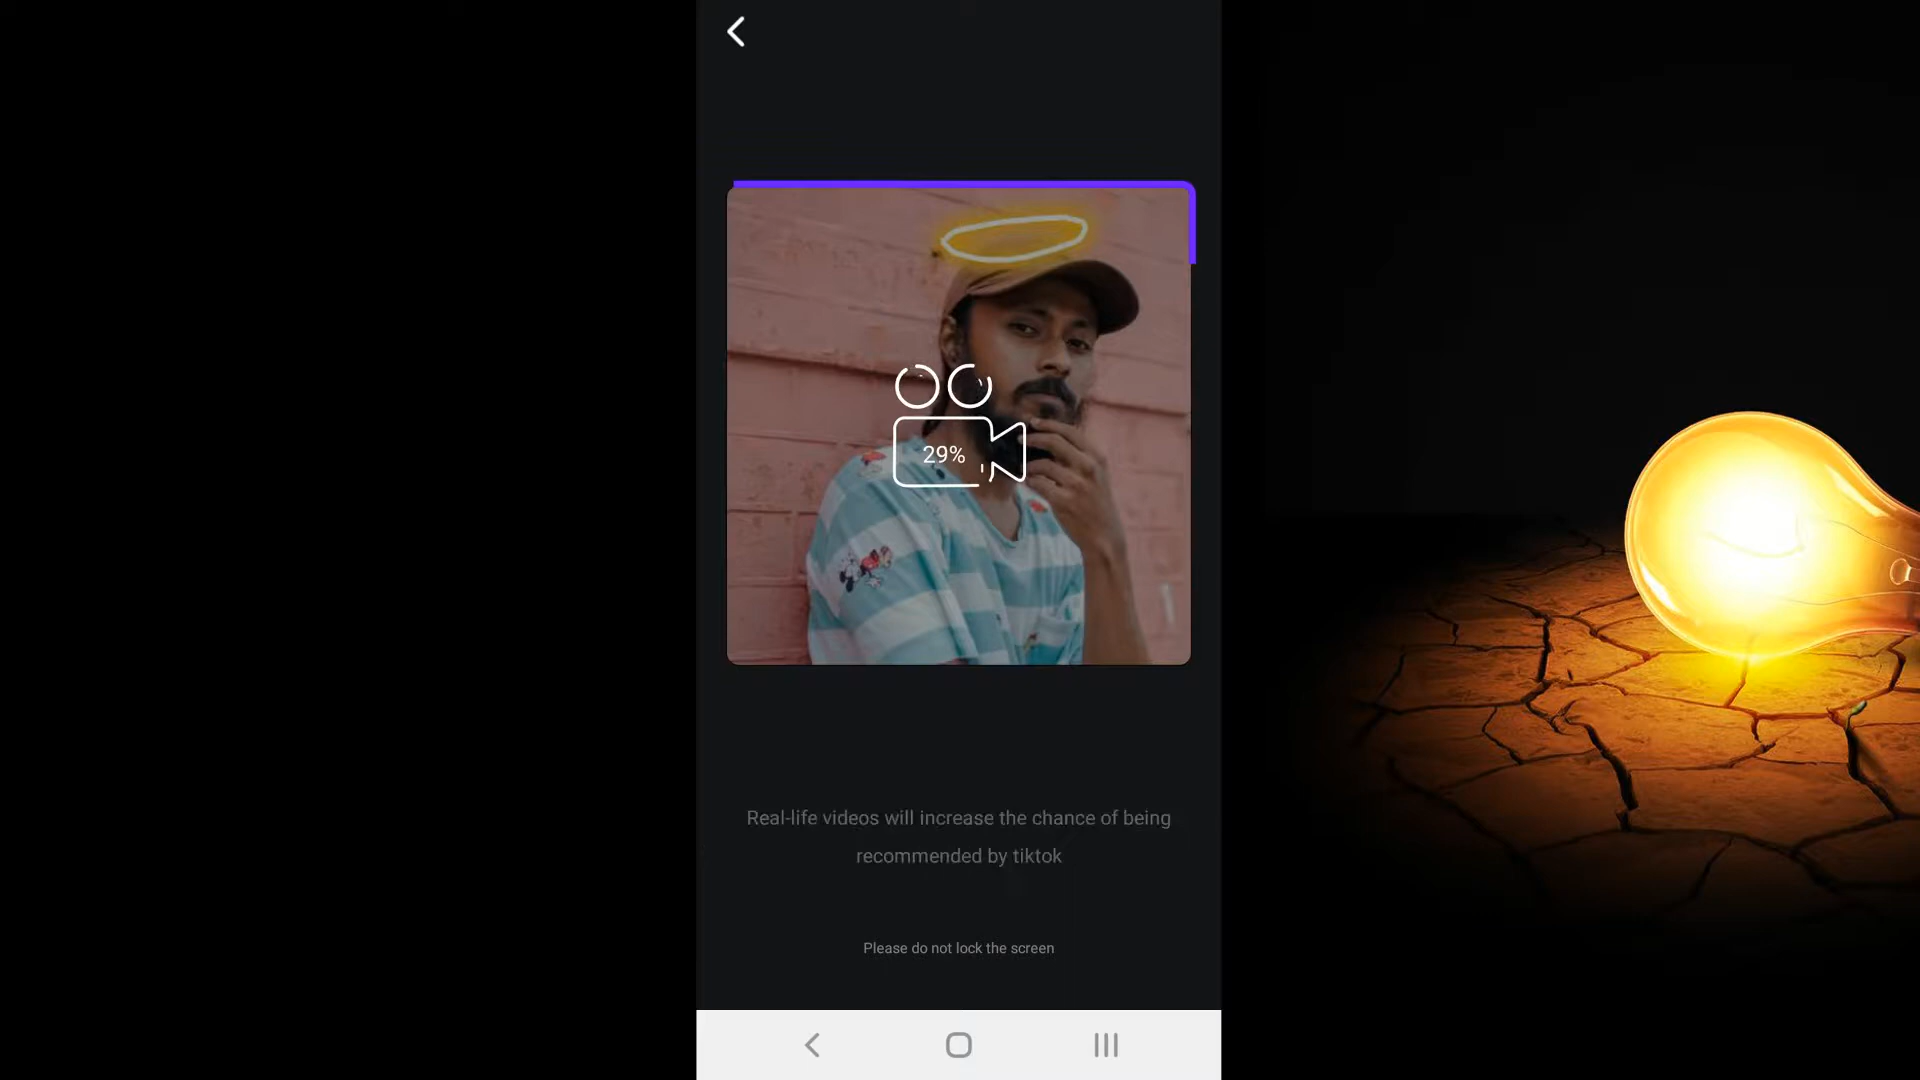 29%
Real-life videos will increase the chance of being
recommended by tiktok
Please do not lock the screen